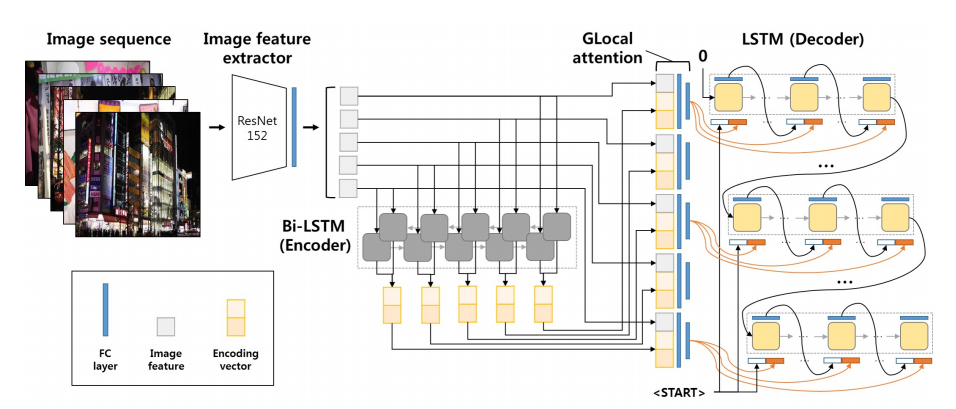 Image sequence
Image feature
extractor
ResNet
152
GLocal
attention
0
LSTM (Decoder)
...
Bi-LSTM
(Encoder)
...
FC
layer
Image
feature
Encoding
vector
<START>